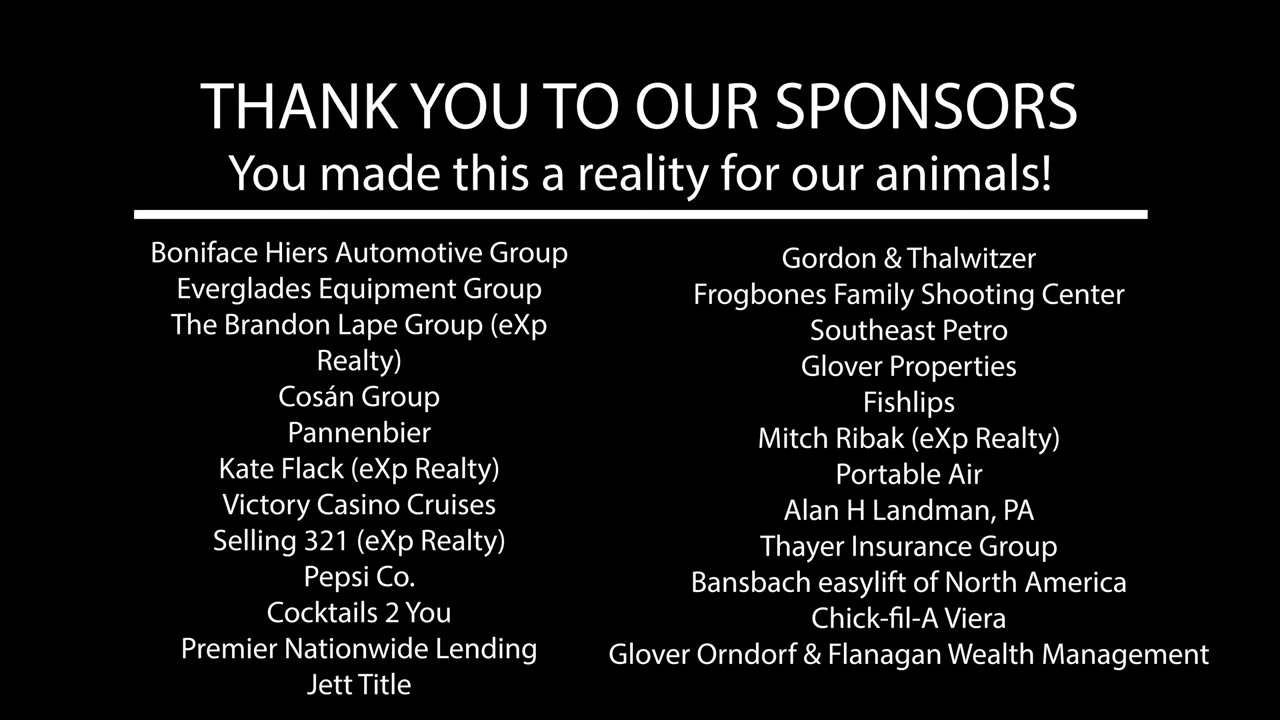 THANK YOU TO OUR SPONSORS
You made this a reality for our animals!
Boniface Hiers Automotive Group
Everglades Equipment Group
The Brandon Lape Group (eXp
Realty)
Cosán Group
Pannenbier
Kate Flack (eXp Realty)
Victory Casino Cruises
Selling 321 (eXp Realty)
Pepsi Co.
Cocktails 2 You
Premier Nationwide Lending
Jett Title
Gordon & Thalwitzer
Frogbones Family Shooting Center
Southeast Petro
Glover Properties
Fishlips
Mitch Ribak (eXp Realty)
Portable Air
Alan H Landman, PA
Thayer Insurance Group
Bansbach easylift of North America
Chick-fil-A Viera
Glover Orndorf & Flanagan Wealth Management